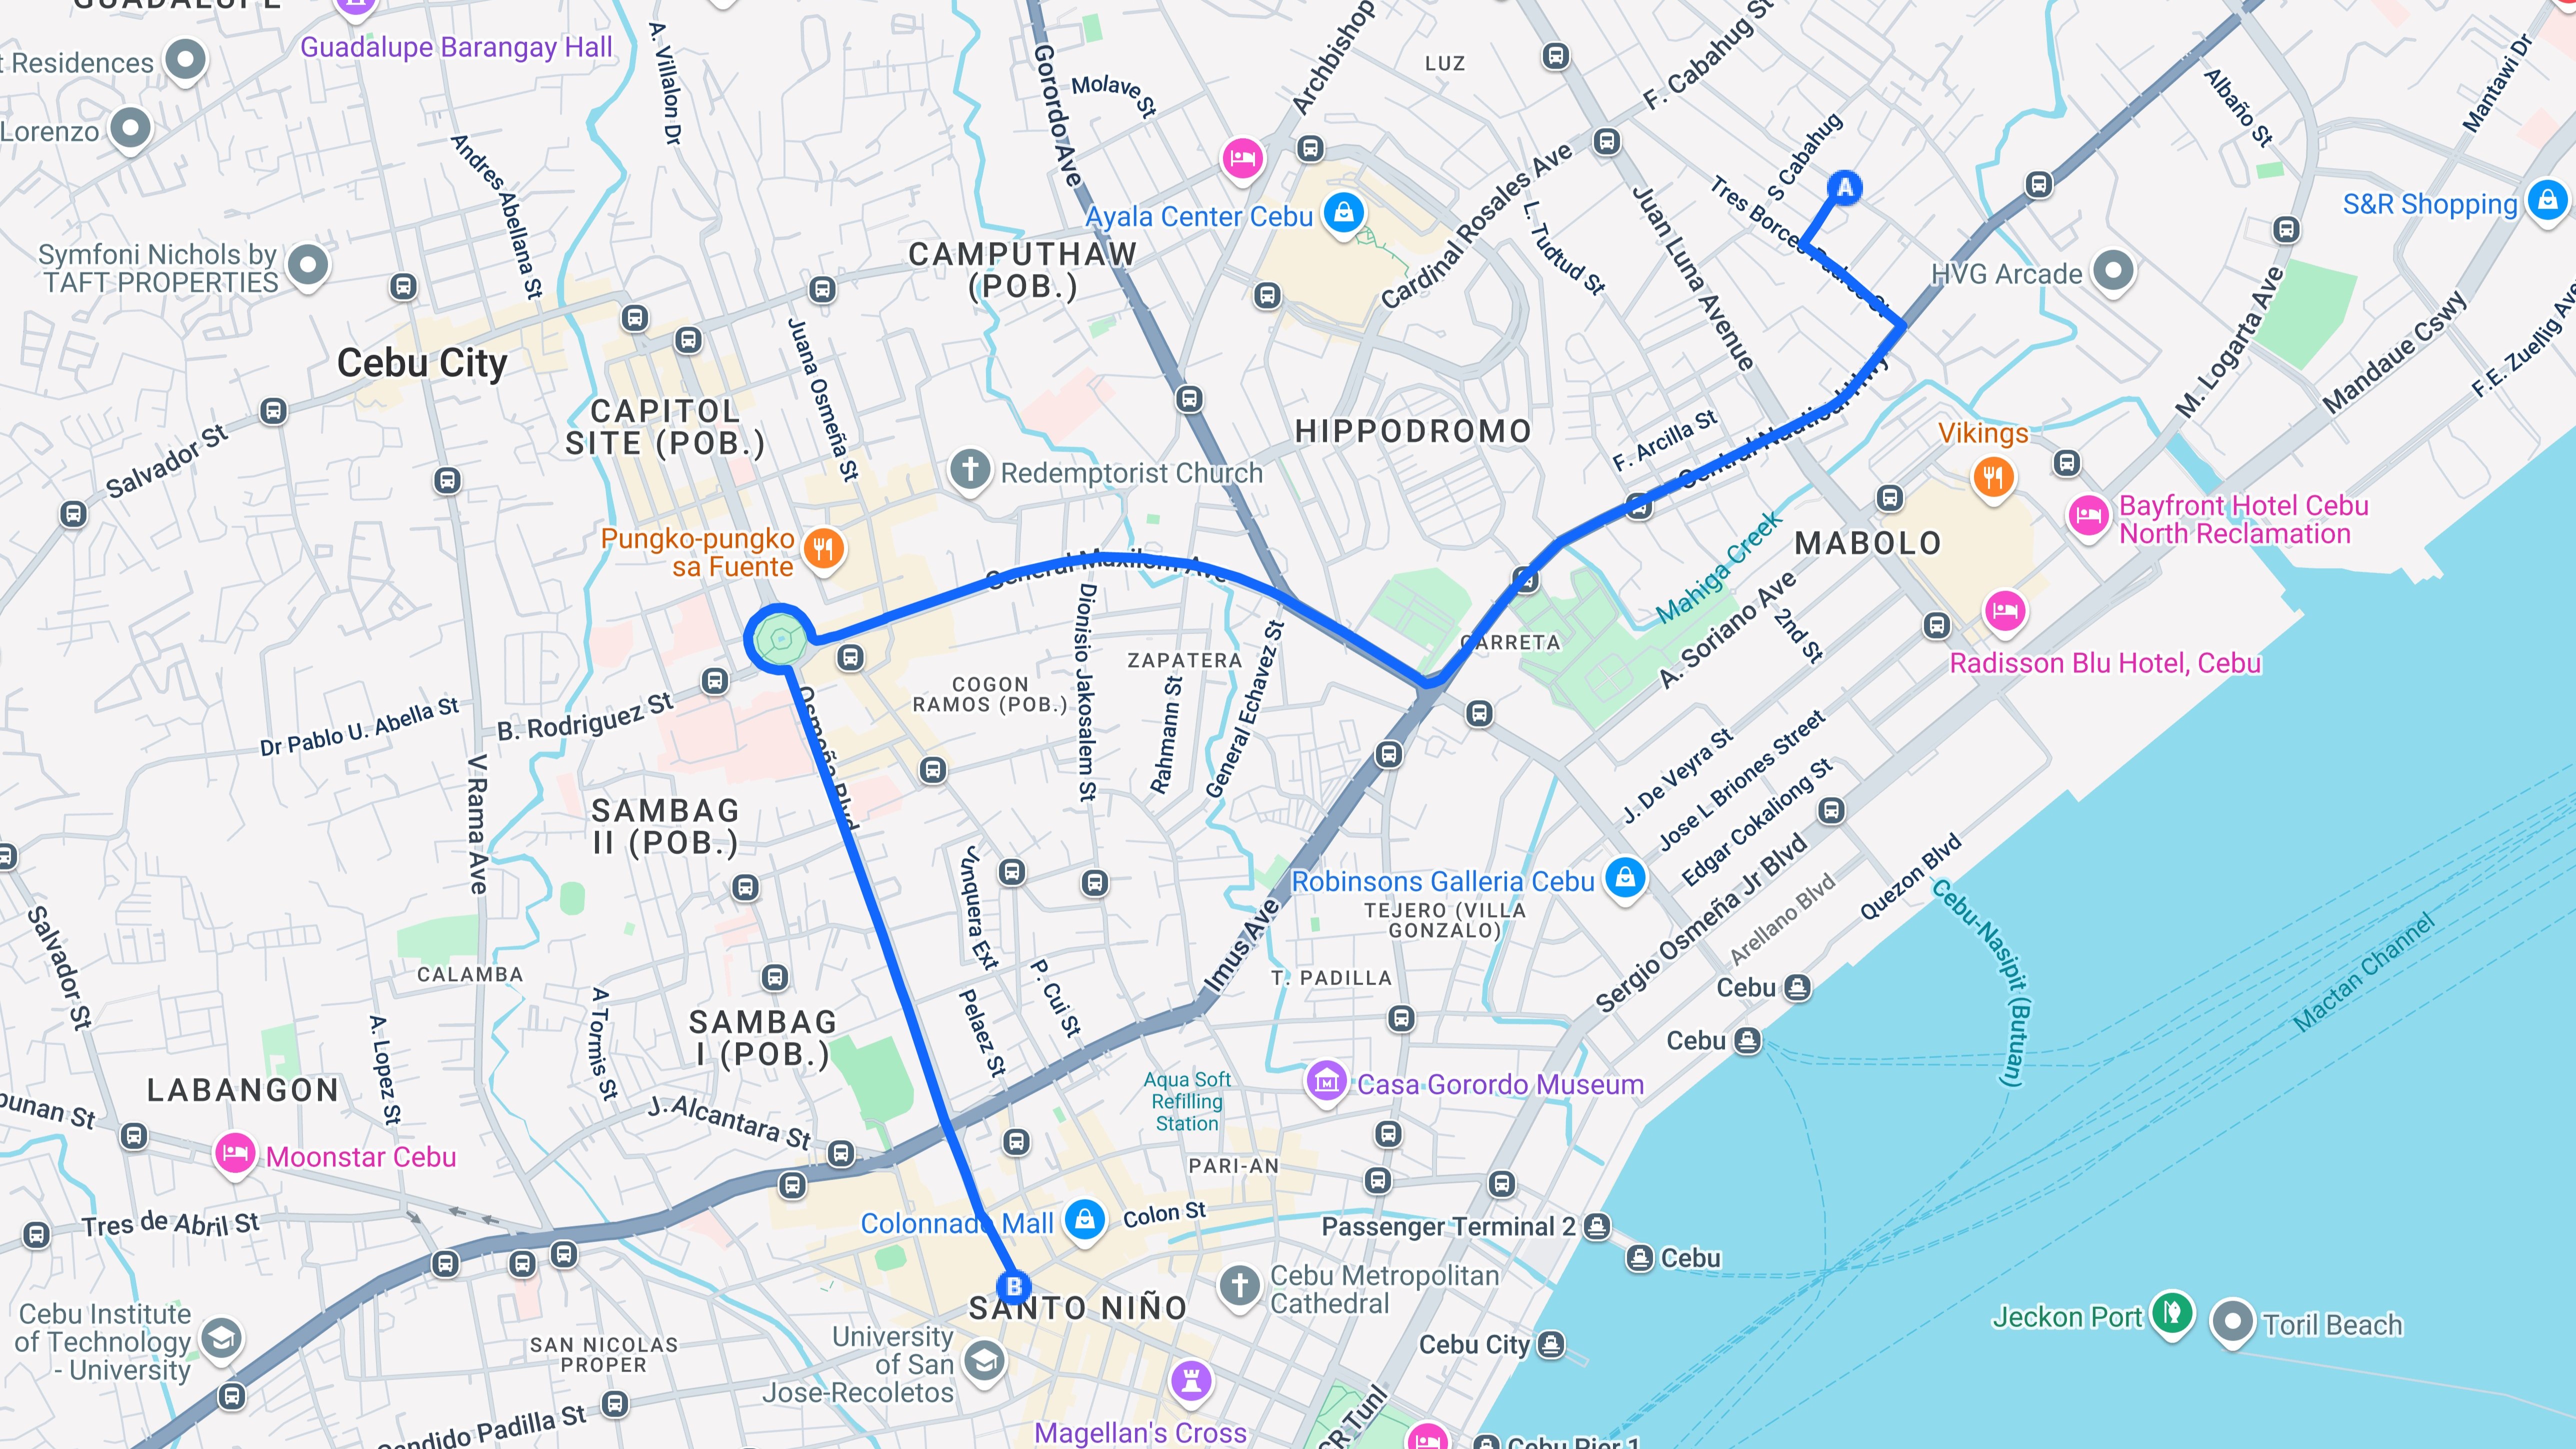 Guadalupe Barangay Hall
t Residences
Lorenzo
A. Villalon Dr
Andres Abellana St
Gorordo Ave
Molave St
Archbishop
LUZ
F. Cabahug St
S Cabahug
A
Albaño St
Mantawi Dr
S&R Shopping
Symfoni Nichols by
TAFT PROPERTIES
CAMPUTHAW
(POB.)
Ayala Center Cebu
Cardinal Rosales Ave
L. Tudtud St
Juan Luna Avenue
Tres Borces
HVG Arcade
M. Logarta Ave
Mandaue Cswy
F.E. Zuellig Ave
Cebu City
Juana Osmeña St
CAPITOL
SITE (POB.)
Salvador St
HIPPODROMO
F. Arcilla St
Central Nautical Hwy
Vikings
Redemptorist Church
Pungko-pungko
sa Fuente
General Maxilom Ave
Mahiga Creek
MABOLO
Bayfront Hotel Cebu
North Reclamation
A. Soriano Ave
2nd St
Radisson Blu Hotel, Cebu
CARRETA
ZAPATERA
COGON
RAMOS (POB.)
Dionisio Jakosalem St
Rahmann St
General Echavez St
Dr Pablo U. Abella St
B. Rodriguez St
Osmeña Blvd
V Rama Ave
SAMBAG
II (POB.)
J. De Veyra St
Jose L Briones Street
Edgar Cokaliong St
Sergio Osmeña Jr Blvd
Arellano Blvd
Quezon Blvd
Robinsons Galleria Cebu
TEJERO (VILLA
GONZALO)
Junquera Ext
Imus Ave
Cebu-Nasipit (Butuan)
Mactan Channel
Salvador St
CALAMBA
T. PADILLA
P. Cui St
Pelaez St
Cebu
Cebu
A Tormis St
A. Lopez St
SAMBAG
I (POB.)
LABANGON
J. Alcantara St
Aqua Soft
Refilling
Station
Casa Gorordo Museum
punan St
Moonstar Cebu
PARI-AN
Tres de Abril St
Colonnade Mall
Colon St
Passenger Terminal 2
Cebu
B
SANTO NIÑO
Cebu Metropolitan
Cathedral
Cebu Institute
of Technology
- University
SAN NICOLAS
PROPER
University
of San
Jose-Recoletos
Cebu City
Jeckon Port
Toril Beach
Magellan's Cross
Candido Padilla St
CR Tunl
Cebu Pier 1